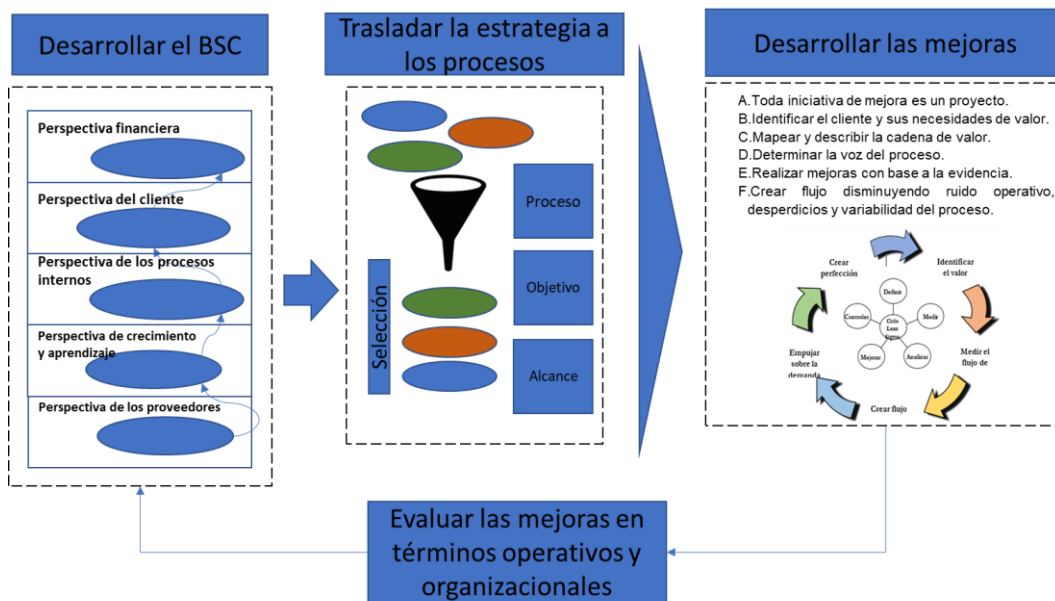 Desarrollar el BSC
Perspectiva financiera
Perspectiva del cliente
Perspectiva de los procesos
internos
Perspectiva de crecimiento
y aprendizaje
Perspectiva de los proveedores
Trasladar la estrategia a
los procesos
Selección
Proceso
Objetivo
Alcance
Desarrollar las mejoras
A.Toda iniciativa de mejora es un proyecto.
B.Identificar el cliente y sus necesidades de valor.
C.Mapear y describir la cadena de valor.
D.Determinar la voz del proceso.
E.Realizar mejoras con base a la evidencia.
F.Crear flujo disminuyendo ruido operativo,
desperdicios y variabilidad del proceso.
Crear
perfección
Identificar
el valor
Definir
Controlar
Ciclo
Lean
Medir
Mejorar
Analizar
Empujar
sobre la
demanda
Medir el
flujo de
Crear flujo
Evaluar las mejoras en
términos operativos y
organizacionales